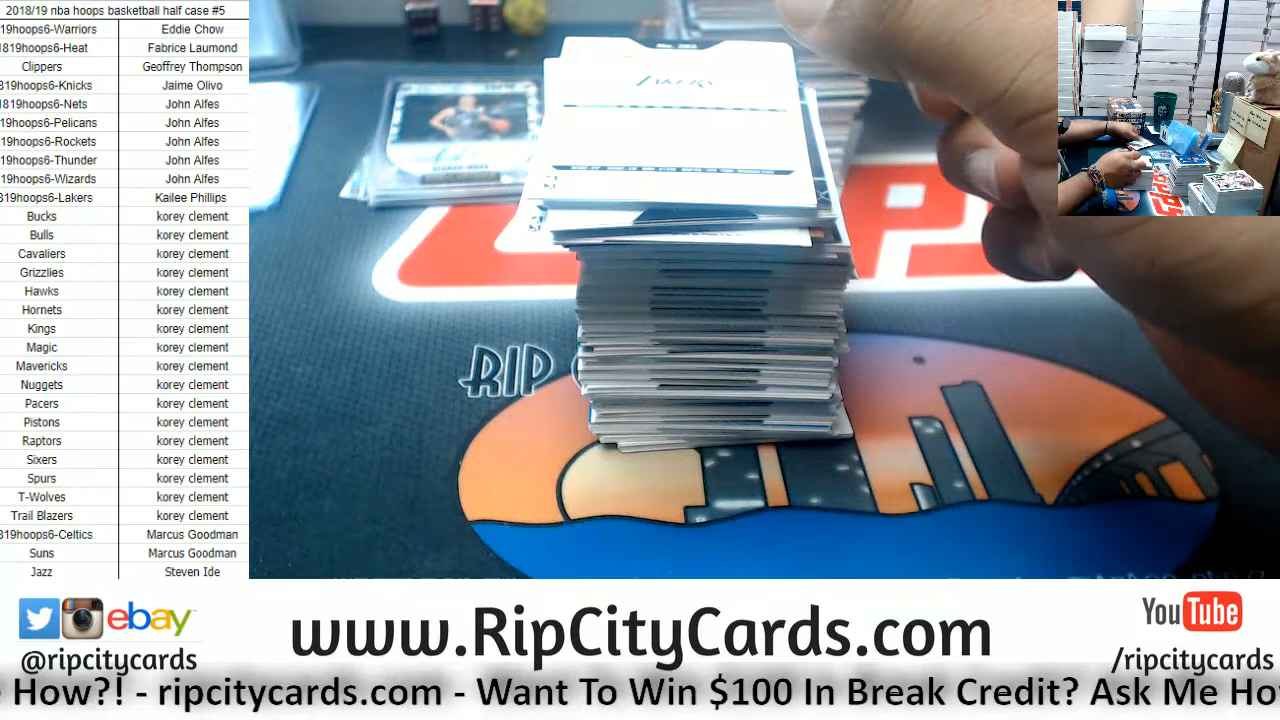 2018/19 nba hoops basketball half case #5
19hoops6-Warriors Eddie Chow
1819hoops6-Heat Fabrice Laumond
Clippers Geoffrey Thompson
819hoops6-Knicks Jaime Olivo
1819hoops6-Nets John Alfes
819hoops6-Pelicans John Alfes
19hoops6-Rockets John Alfes
19hoops6-Thunder John Alfes
19hoops6-Wizards John Alfes
819hoops6-Lakers Kailee Phillips
Bucks korey clement
Bulls korey clement
Cavaliers korey clement
Grizzlies korey clement
Hawks korey clement
Hornets korey clement
Kings korey clement
Magic korey clement
Mavericks korey clement
Nuggets korey clement
Pacers korey clement
Pistons korey clement
Raptors korey clement
Sixers korey clement
Spurs korey clement
T-Wolves korey clement
Trail Blazers korey clement
819hoops6-Celtics Marcus Goodman
Suns Marcus Goodman
Jazz Steven Ide
RIP
ebay
@ripcitycards
www.RipCityCards.com
YouTube
/ripcitycards
e How?! - ripcitycards.com - Want To Win $100 In Break Credit? Ask Me Ho